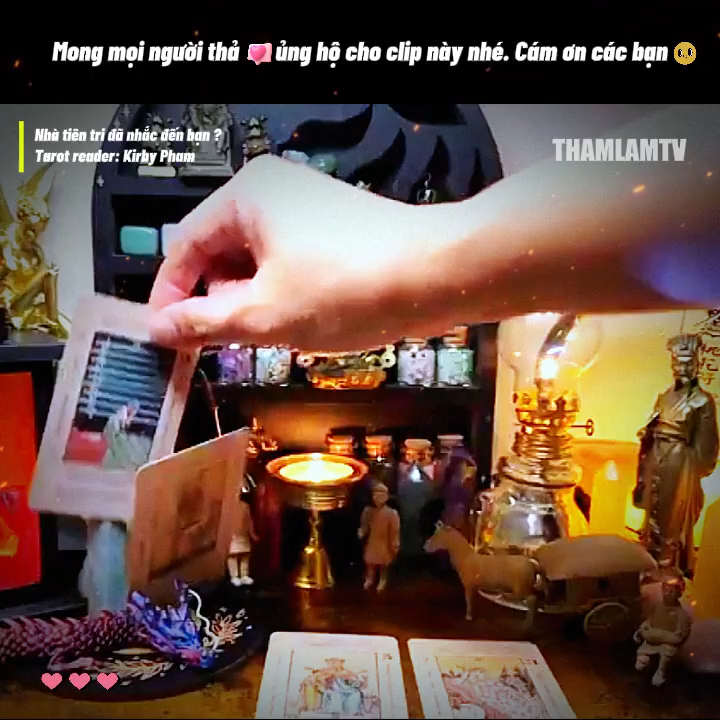 Mong mọi người thả 💓 ủng hộ cho clip này nhé. Cám ơn các bạn 🙂
Nhà tiên tri đã nhắc đến bạn ?
Tarot reader: Kirby Pham
THAMLAMTV